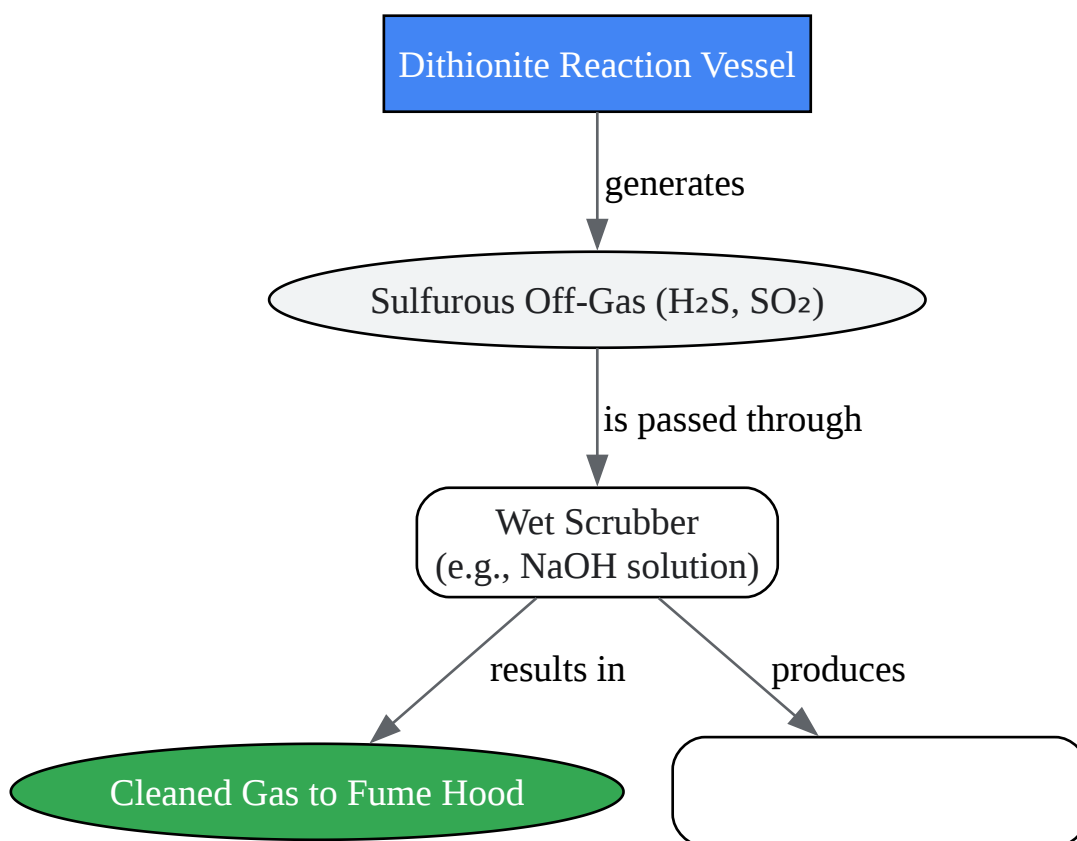 Dithionite Reaction Vessel
generates
Sulfurous Off-Gas (H₂S, SO₂)
is passed through
Wet Scrubber
(e.g., NaOH solution)
results in
produces
Cleaned Gas to Fume Hood